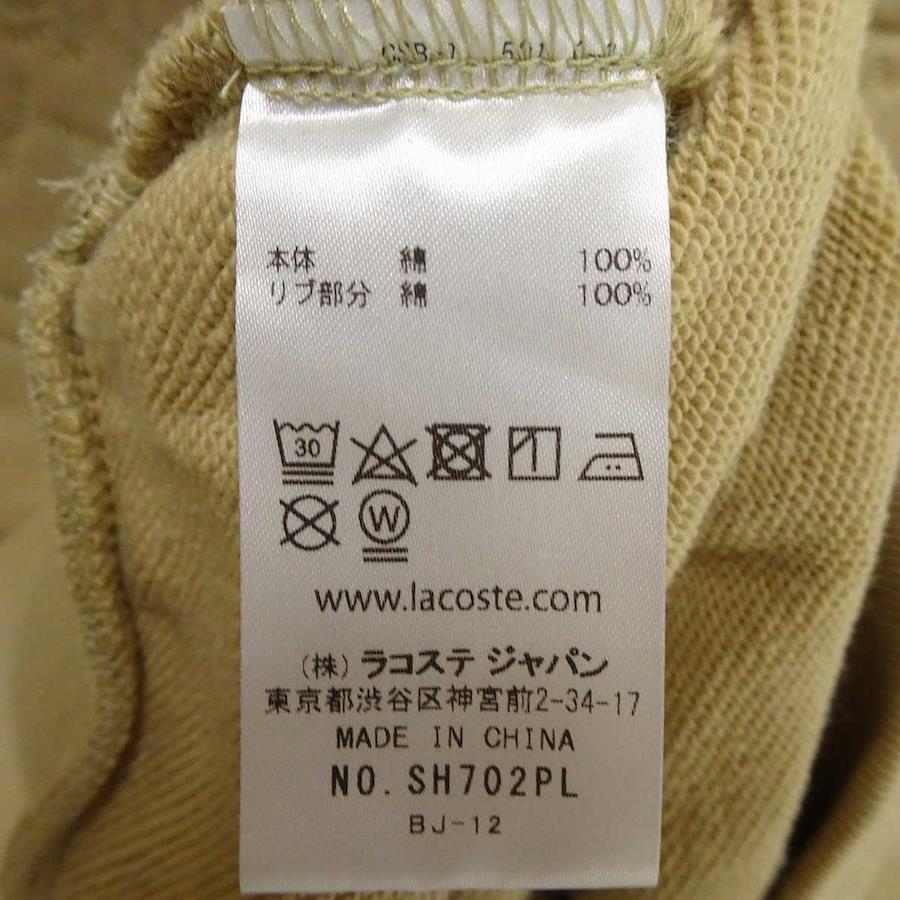 本体 綿 100%
リブ部分 綿 100%
30
W
www.lacoste.com
(株) ラコステ ジャパン
東京都渋谷区神宮前2-34-17
MADE IN CHINA
NO. SH702PL
BJ-12